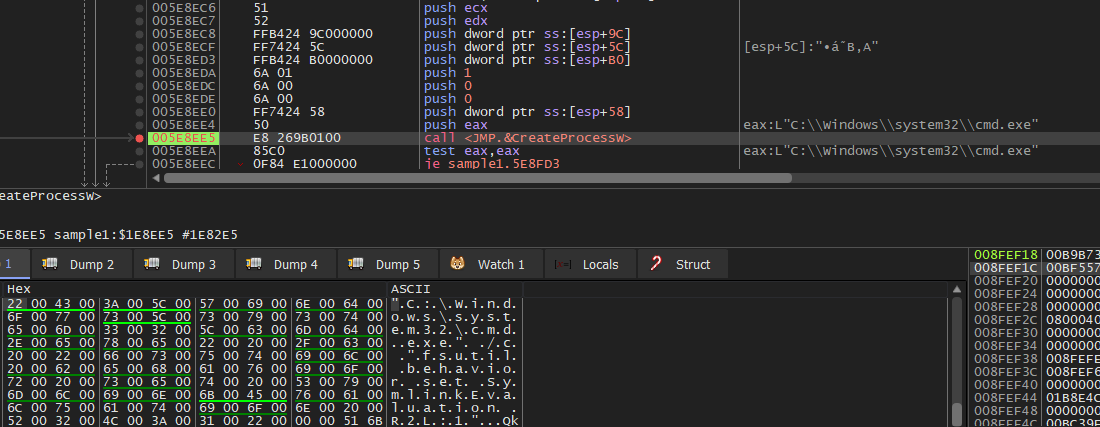 005E8EC6 51 push ecx
005E8EC7 52 push edx
005E8EC8 FFB424 9C000000 push dword ptr ss:[esp+9C]
005E8ECF FF7424 5C push dword ptr ss:[esp+5C] [esp+5C]:"•á˜B,A"
005E8ED3 FFB424 B0000000 push dword ptr ss:[esp+B0]
005E8EDA 6A 01 push 1
005E8EDC 6A 00 push 0
005E8EDE 6A 00 push 0
005E8EE0 FF7424 58 push dword ptr ss:[esp+58]
005E8EE4 50 push eax eax:L"C:\\Windows\\system32\\cmd.exe"
005E8EE5 E8 269B0100 call <JMP.&CreateProcessW>
005E8EEA 85C0 test eax,eax eax:L"C:\\Windows\\system32\\cmd.exe"
005E8EEC 0F84 E1000000 je sample1.5E8FD3
eateProcessW>
5E8EE5 sample1:$1E8EE5 #1E82E5
1 Dump 2 Dump 3 Dump 4 Dump 5 Watch 1 Locals Struct
Hex ASCII
22 00 43 00 3A 00 5C 00 57 00 69 00 6E 00 64 00 ".C.:.\.W.i.n.d.
6F 00 77 00 73 00 5C 00 73 00 79 00 73 00 74 00 o.w.s.\.s.y.s.t.
65 00 6D 00 33 00 32 00 5C 00 63 00 6D 00 64 00 e.m.3.2.\.c.m.d.
2E 00 65 00 78 00 65 00 22 00 20 00 2F 00 63 00 ..e.x.e.". ./.c.
20 00 22 00 66 00 73 00 75 00 74 00 69 00 6C 00  .".f.s.u.t.i.l.
20 00 62 00 65 00 68 00 61 00 76 00 69 00 6F 00  .b.e.h.a.v.i.o.
72 00 20 00 73 00 65 00 74 00 20 00 53 00 79 00 r. .s.e.t. .S.y.
6D 00 6C 00 69 00 6E 00 6B 00 45 00 76 00 61 00 m.l.i.n.k.E.v.a.
6C 00 75 00 61 00 74 00 69 00 6F 00 6E 00 20 00 l.u.a.t.i.o.n. .
52 00 32 00 4C 00 3A 00 31 00 22 00 00 00 51 6B R.2.L.:.1."...Qk
008FEF18 00B9B73
008FEF1C 00BF557
008FEF20 0000000
008FEF24 0000000
008FEF28 0000000
008FEF2C 0800040
008FEF30 0000000
008FEF34 0000000
008FEF38 008FEFE
008FEF3C 008FEF6
008FEF40 0000000
008FEF44 01B8E4C
008FEF48 0000000